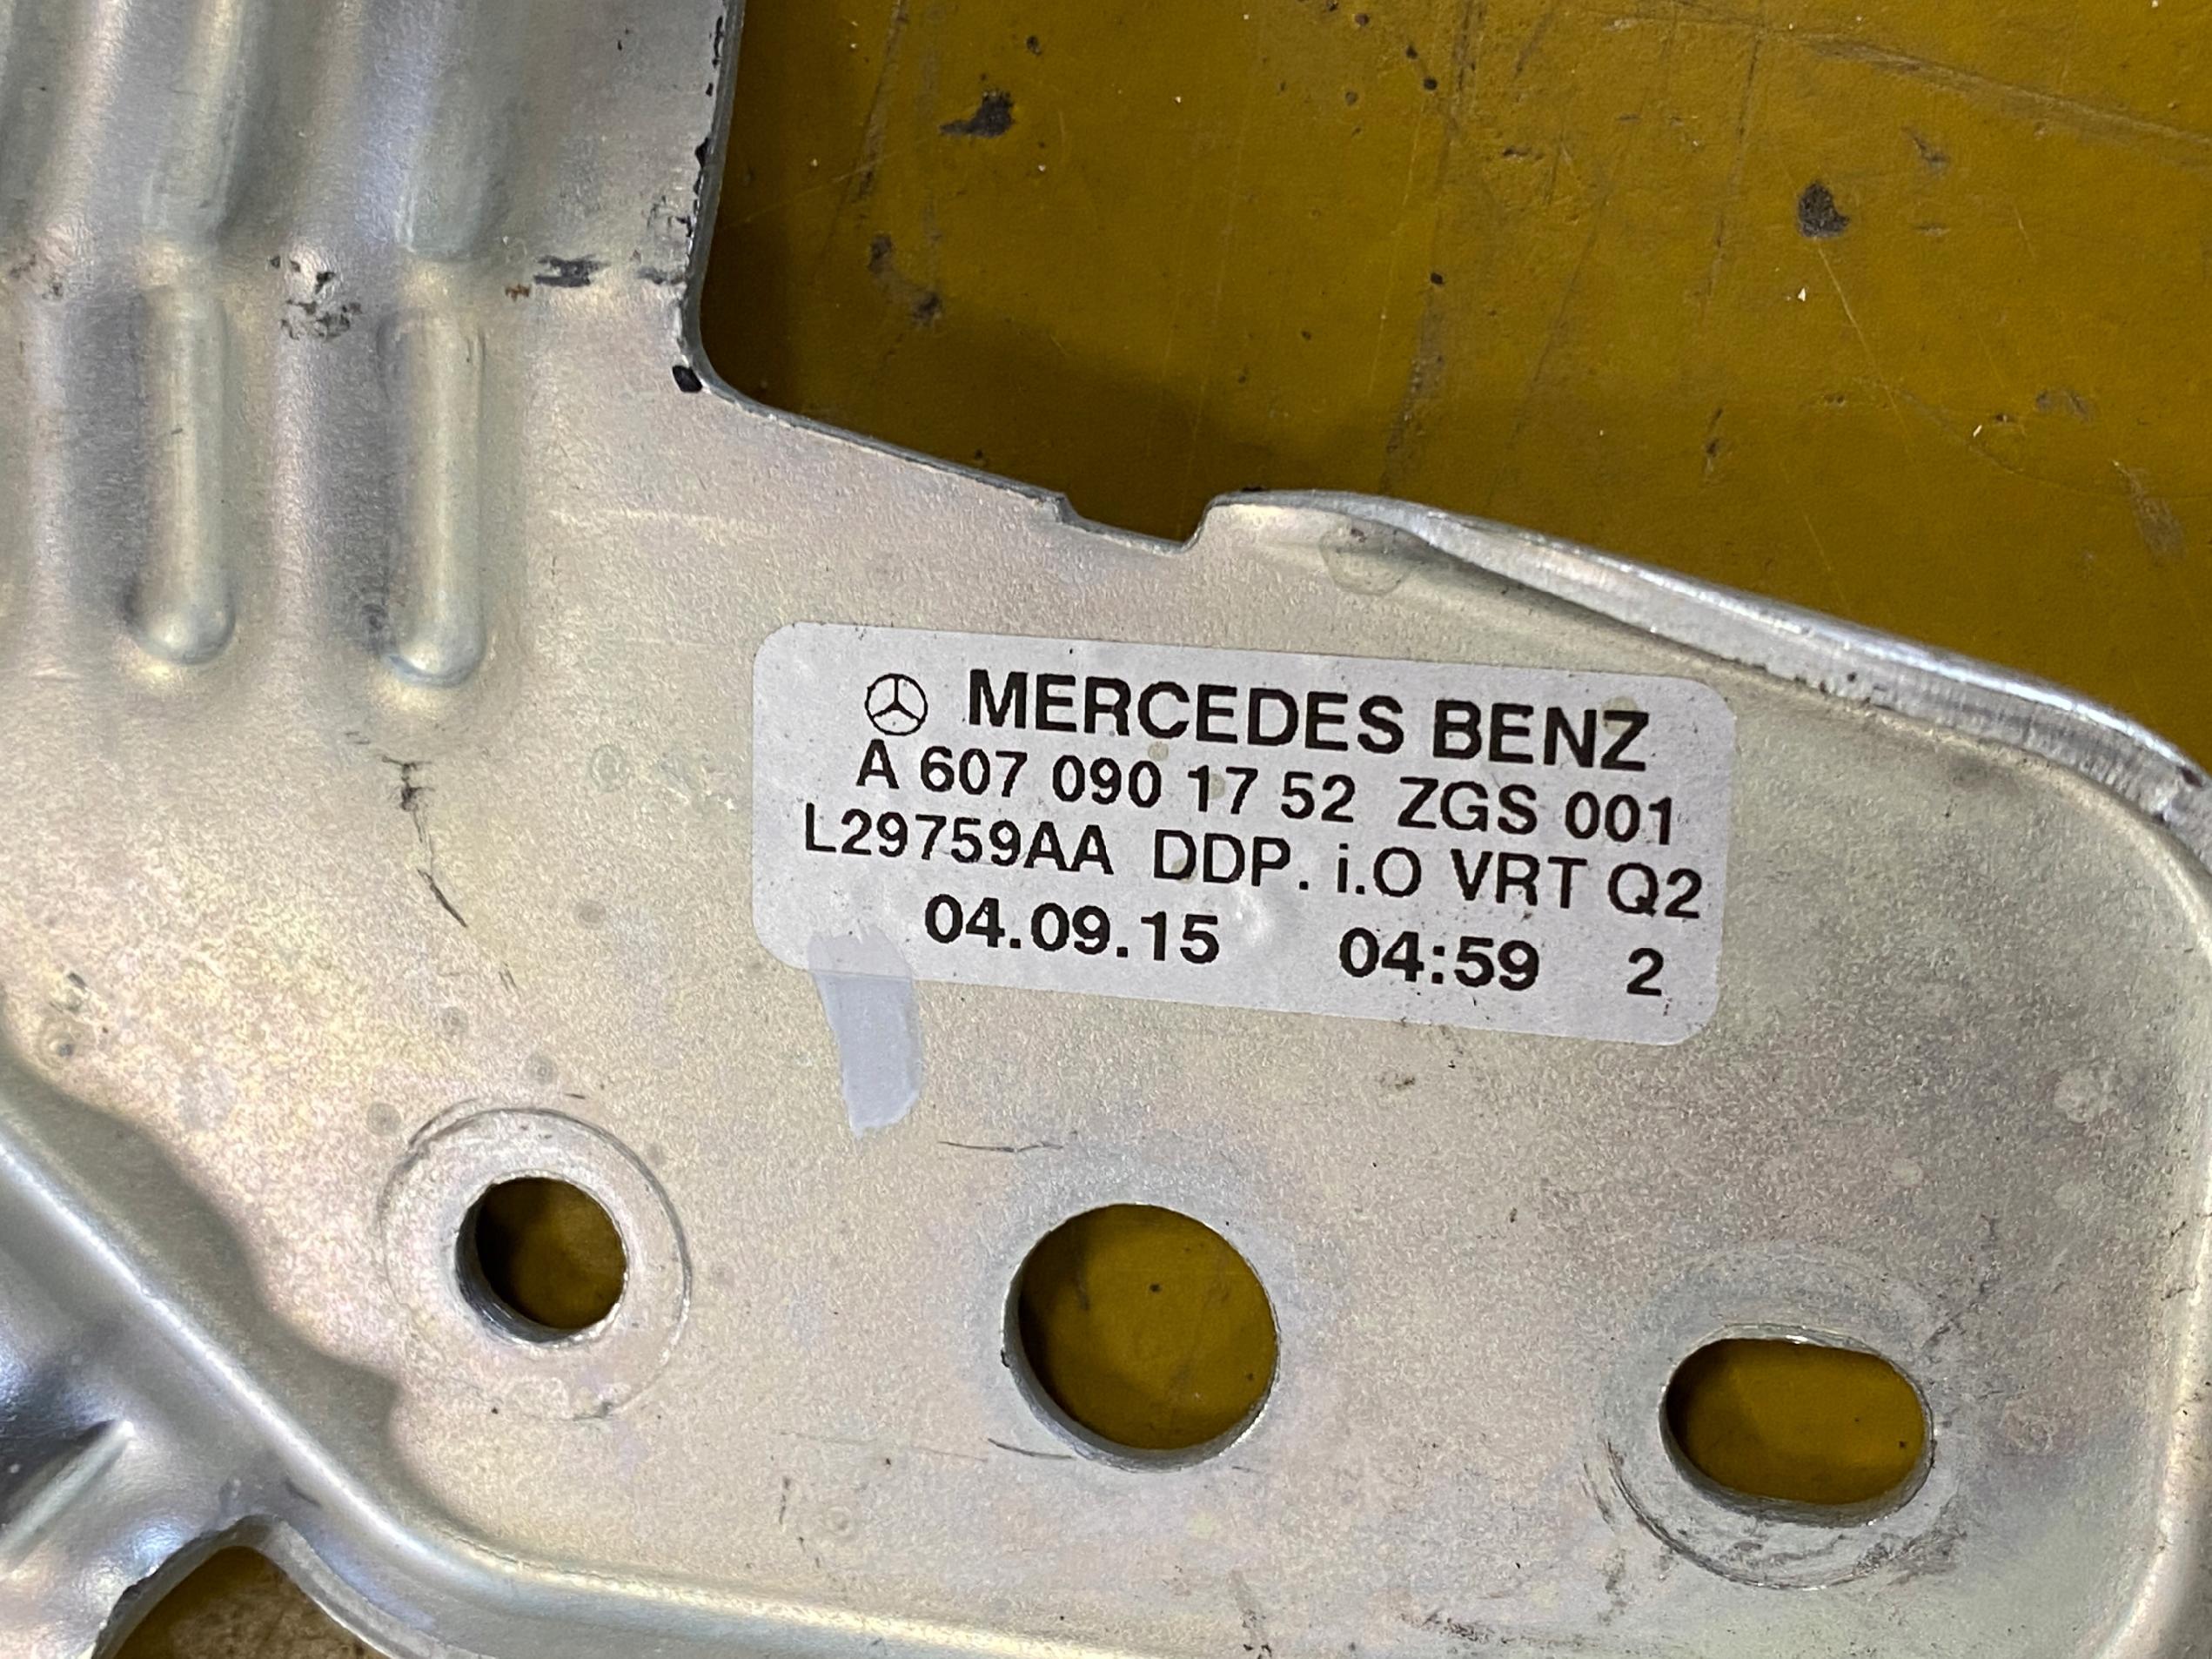 MERCEDES BENZ
A 607 090 17 52 ZGS 001
L29759AA DDP. i.O VRT Q2
04.09.15 04:59 2